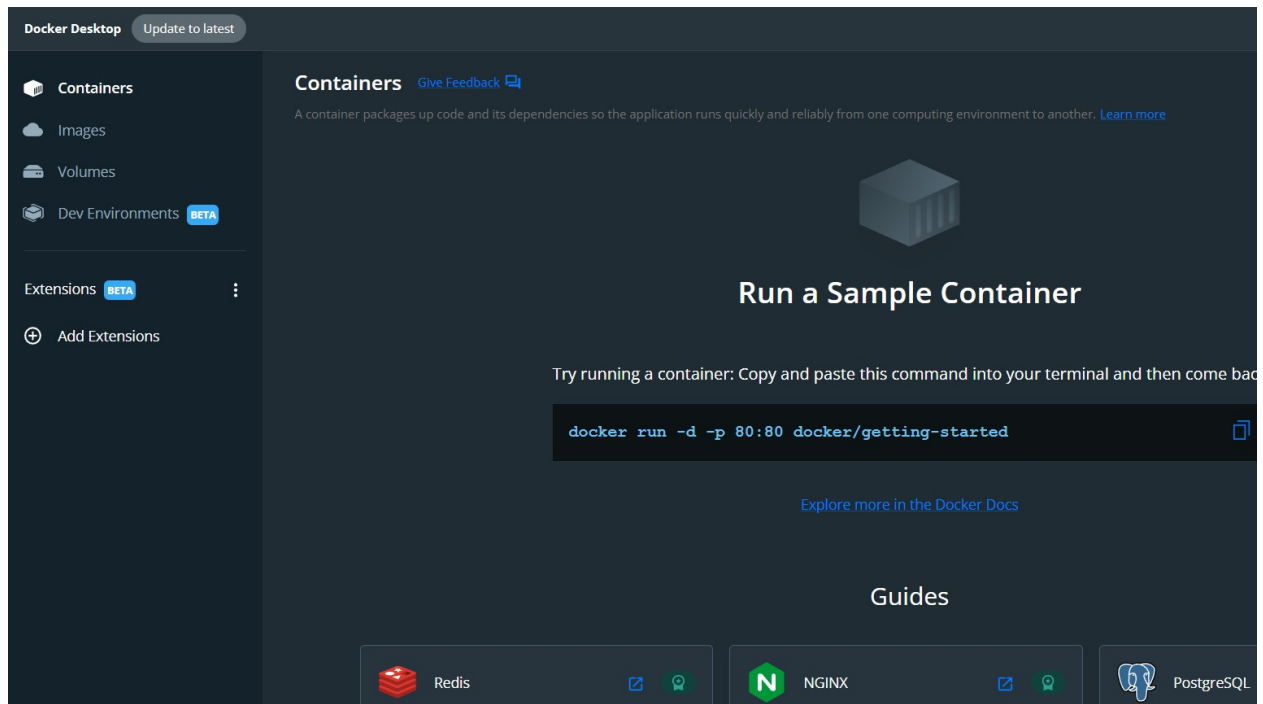 Docker Desktop Update to latest
Containers
Images
Volumes
Dev Environments BETA
Extensions BETA
Add Extensions
Containers Give Feedback
A container packages up code and its dependencies so the application runs quickly and reliably from one computing environment to another. Learn more
Run a Sample Container
Try running a container: Copy and paste this command into your terminal and then come bac
docker run -d -p 80:80 docker/getting-started
Explore more in the Docker Docs
Guides
Redis
NGINX
PostgreSQL